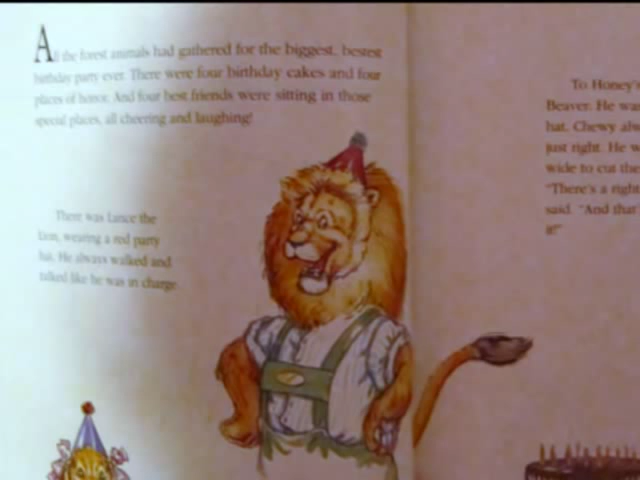 All the forest animals had gathered for the biggest, bestest
birthday party ever. There were four birthday cakes and four
places of honor. And four best friends were sitting in those
special places, all cheering and laughing!
There was Lance the
Lion, wearing a red party
hat. He always walked and
talked like he was in charge.
To Honey's
Beaver. He was
hat. Chewy
just right. He
wide to cut the
"There's a right
said. "And that
it!"